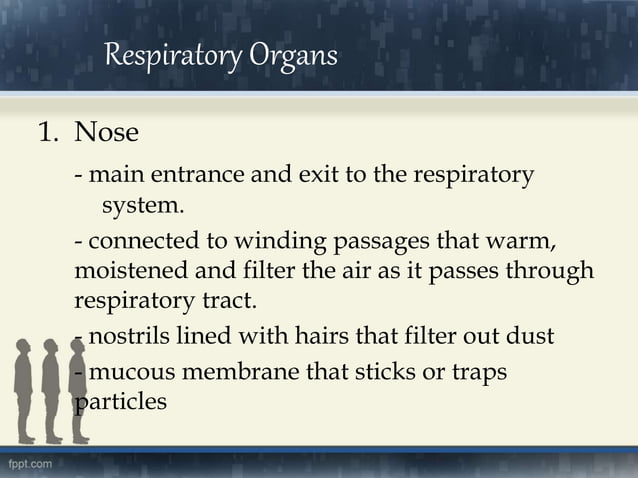 Respiratory Organs
1. Nose
- main entrance and exit to the respiratory
system.
- connected to winding passages that warm,
moistened and filter the air as it passes through
respiratory tract.
- nostrils lined with hairs that filter out dust
- mucous membrane that sticks or traps
particles
fppt.com